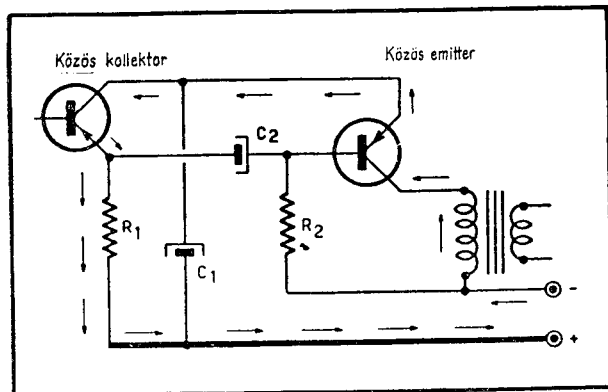 Közös kollektor
Közös emitter
C2
R1
R2
C1
-
+